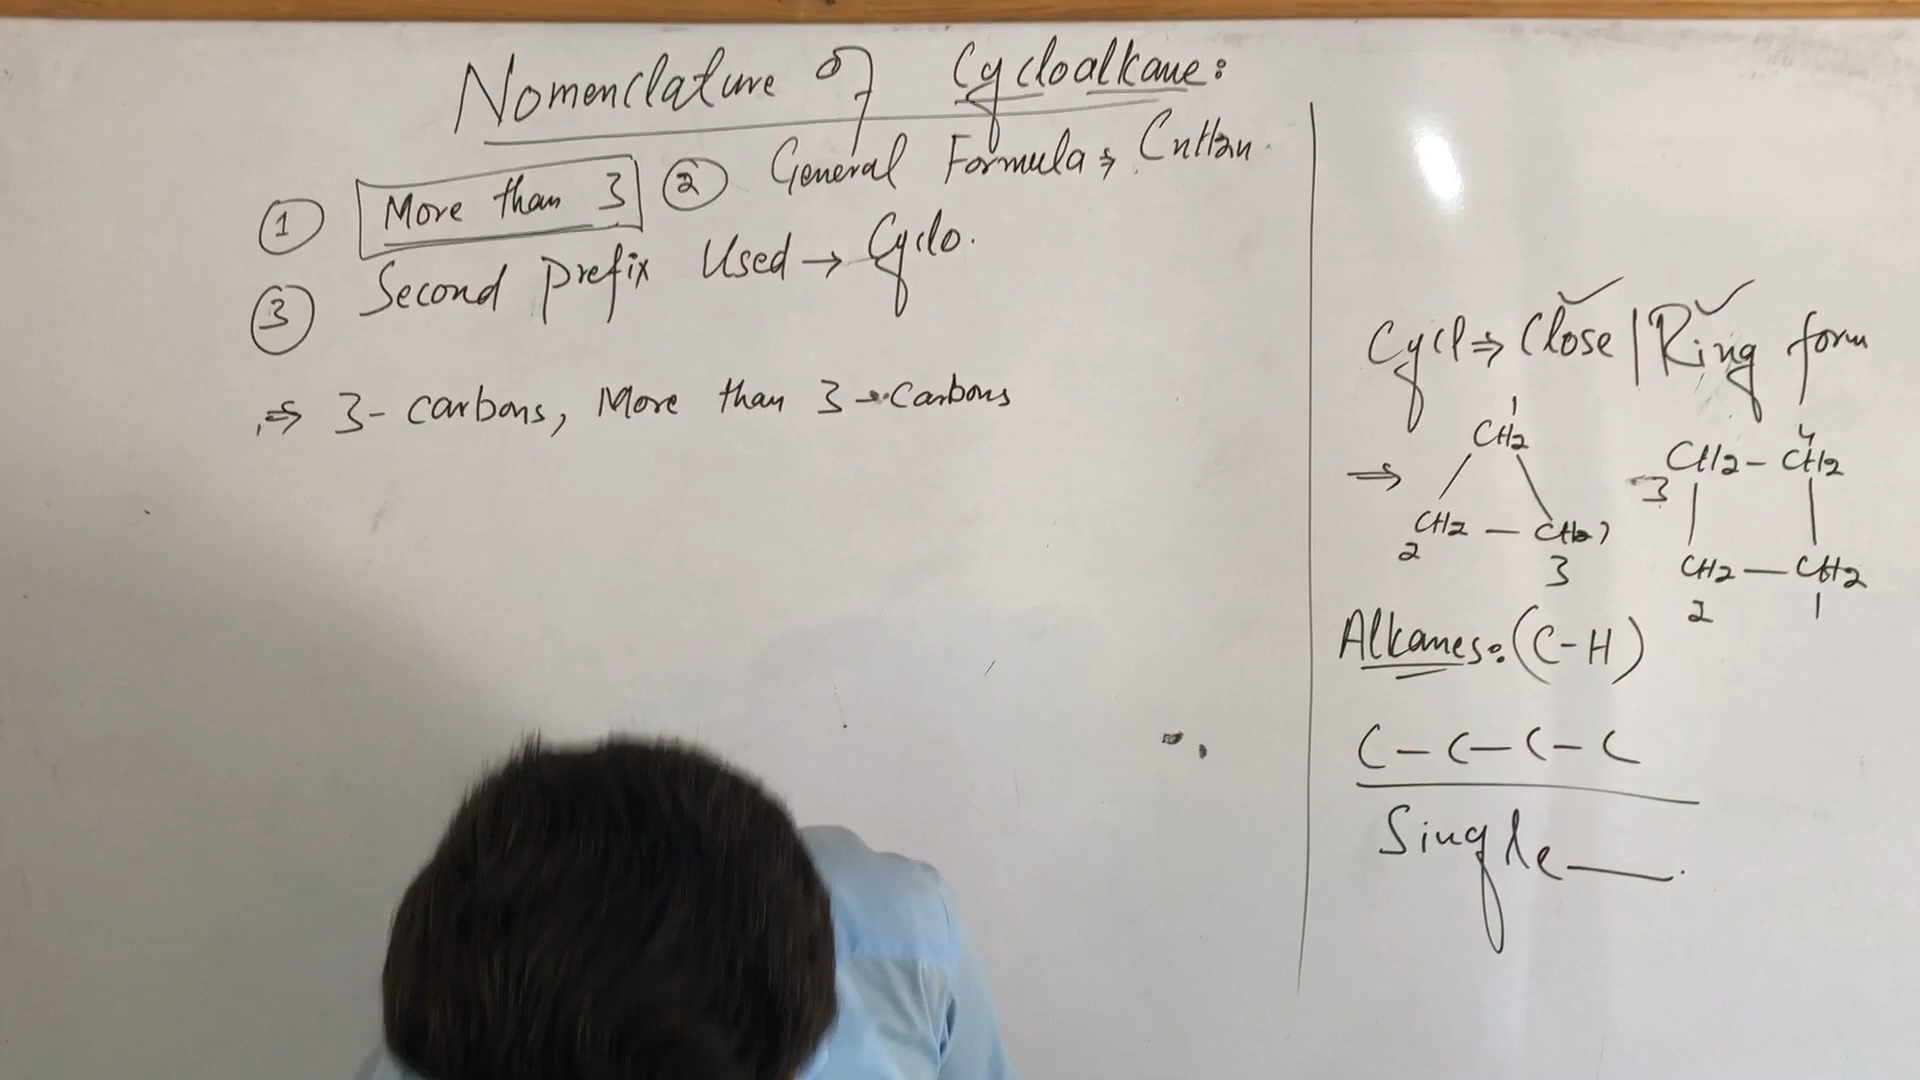 Nomenclature of Cycloalkane:
① More than 3 ② General Formula ⇒ CnH2n.
③ Second prefix Used → Cyclo.
⇒ 3- carbons, More than 3 - Carbons
Cycl ⇒ Close | Ring form
1
⇒ CH2
CH2 — CH2
2 3
4
3 CH2 - CH2
CH2 — CH2
2 1
Alkanes: (C-H)
C - C - C - C
Single —.